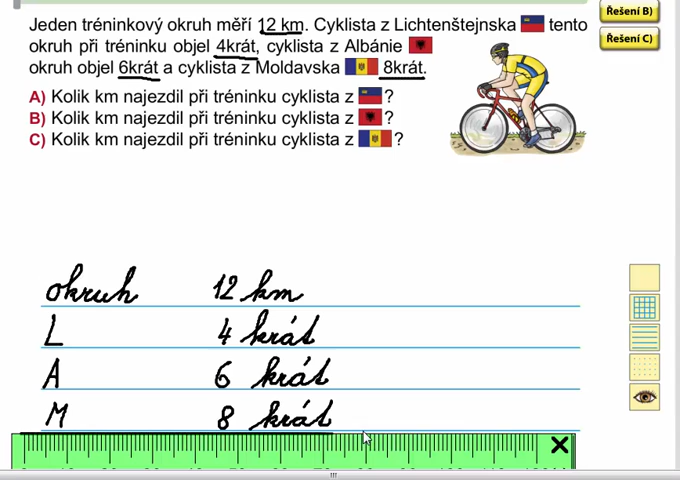 Jeden tréninkový okruh měří 12 km. Cyklista z Lichtenštejnska tento
okruh při tréninku objel 4krát, cyklista z Albánie
okruh objel 6krát a cyklista z Moldavska 8krát.
A) Kolik km najezdil při tréninku cyklista z ?
B) Kolik km najezdil při tréninku cyklista z ?
C) Kolik km najezdil při tréninku cyklista z ?
Řešení B)
Řešení C)
okruh 12 km
L 4 krát
A 6 krát
M 8 krát